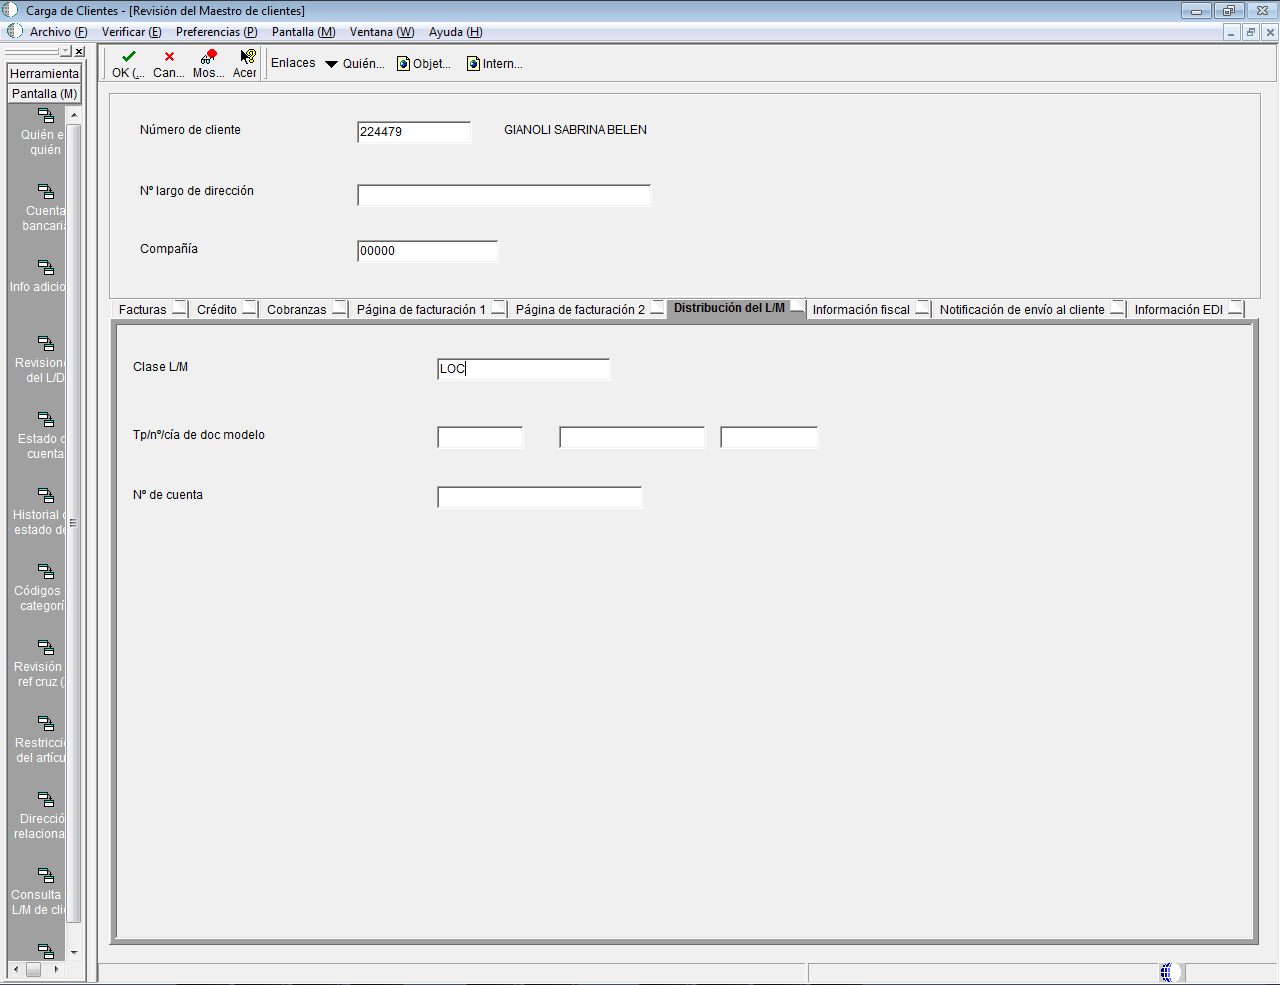 Carga de Clientes - [Revisión del Maestro de clientes]
Archivo (F) Verificar (E) Preferencias (P) Pantalla (M) Ventana (W) Ayuda (H)
Herramienta
Pantalla (M)
OK (... Can... Mos... Acer
Enlaces Quién... Objet... Intern...
Quién e
quién
Cuenta
bancari
Info adicio
Revision
del L/D
Estado c
cuenta
Historial
estado de
Códigos
categorí
Revisión
ref cruz (
Restricci
del artícu
Direcció
relaciona
Consulta
L/M de cli
Número de cliente 224479 GIANOLI SABRINA BELEN
Nº largo de dirección
Compañía 00000
Facturas Crédito Cobranzas Página de facturación 1 Página de facturación 2 Distribución del L/M Información fiscal Notificación de envío al cliente Información EDI
Clase L/M LOC
Tp/nº/cía de doc modelo
Nº de cuenta